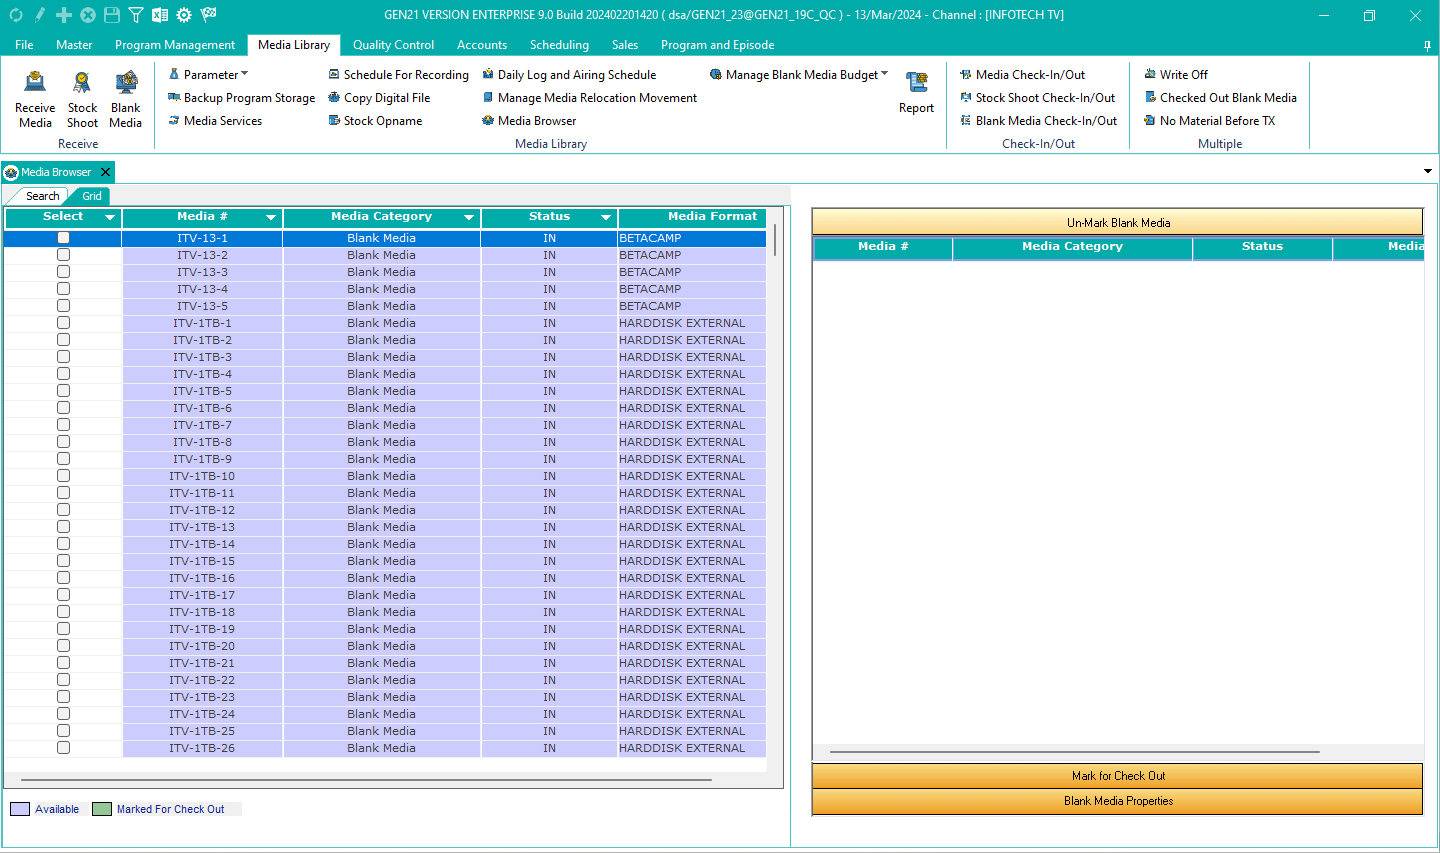 GEN21 VERSION ENTERPRISE 9.0 Build 202402201420 ( dsa/GEN21_23@GEN21_19C_QC ) - 13/Mar/2024 - Channel : [INFOTECH TV]
File Master Program Management Media Library Quality Control Accounts Scheduling Sales Program and Episode
Receive Media
Stock Shoot
Blank Media
Receive
Parameter
Backup Program Storage
Media Services
Schedule For Recording
Copy Digital File
Stock Opname
Daily Log and Airing Schedule
Manage Media Relocation Movement
Media Browser
Manage Blank Media Budget
Report
Media Library
Media Check-In/Out
Stock Shoot Check-In/Out
Blank Media Check-In/Out
Check-In/Out
Write Off
Checked Out Blank Media
No Material Before TX
Multiple
Media Browser
Search Grid
Select Media # Media Category Status Media Format
ITV-13-1 Blank Media IN BETACAMP
ITV-13-2 Blank Media IN BETACAMP
ITV-13-3 Blank Media IN BETACAMP
ITV-13-4 Blank Media IN BETACAMP
ITV-13-5 Blank Media IN BETACAMP
ITV-1TB-1 Blank Media IN HARDDISK EXTERNAL
ITV-1TB-2 Blank Media IN HARDDISK EXTERNAL
ITV-1TB-3 Blank Media IN HARDDISK EXTERNAL
ITV-1TB-4 Blank Media IN HARDDISK EXTERNAL
ITV-1TB-5 Blank Media IN HARDDISK EXTERNAL
ITV-1TB-6 Blank Media IN HARDDISK EXTERNAL
ITV-1TB-7 Blank Media IN HARDDISK EXTERNAL
ITV-1TB-8 Blank Media IN HARDDISK EXTERNAL
ITV-1TB-9 Blank Media IN HARDDISK EXTERNAL
ITV-1TB-10 Blank Media IN HARDDISK EXTERNAL
ITV-1TB-11 Blank Media IN HARDDISK EXTERNAL
ITV-1TB-12 Blank Media IN HARDDISK EXTERNAL
ITV-1TB-13 Blank Media IN HARDDISK EXTERNAL
ITV-1TB-14 Blank Media IN HARDDISK EXTERNAL
ITV-1TB-15 Blank Media IN HARDDISK EXTERNAL
ITV-1TB-16 Blank Media IN HARDDISK EXTERNAL
ITV-1TB-17 Blank Media IN HARDDISK EXTERNAL
ITV-1TB-18 Blank Media IN HARDDISK EXTERNAL
ITV-1TB-19 Blank Media IN HARDDISK EXTERNAL
ITV-1TB-20 Blank Media IN HARDDISK EXTERNAL
ITV-1TB-21 Blank Media IN HARDDISK EXTERNAL
ITV-1TB-22 Blank Media IN HARDDISK EXTERNAL
ITV-1TB-23 Blank Media IN HARDDISK EXTERNAL
ITV-1TB-24 Blank Media IN HARDDISK EXTERNAL
ITV-1TB-25 Blank Media IN HARDDISK EXTERNAL
ITV-1TB-26 Blank Media IN HARDDISK EXTERNAL
Available Marked For Check Out
Un-Mark Blank Media
Media # Media Category Status Media
Mark for Check Out
Blank Media Properties